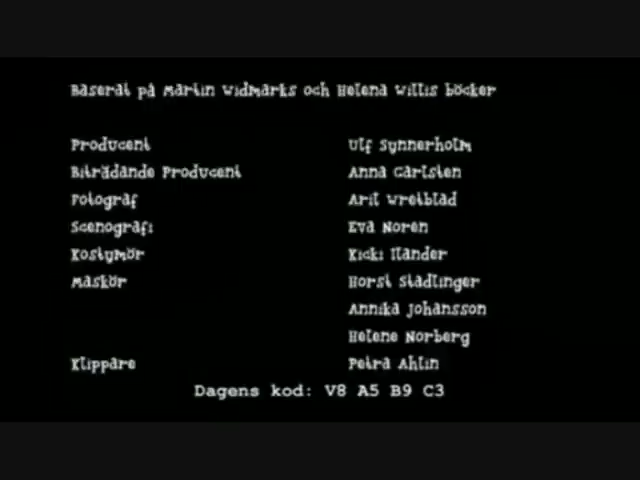 Baserat på Martin Widmarks och Helena Willis böcker
Producent Ulf Synnerholm
Biträdande Producent Anna Carlsten
Fotograf Arit Wretblad
Scenografi Eva Norén
Kostymör Kicki Ilander
Maskör Horst Stadlinger
Annika Johansson
Helene Norberg
Klippare Petra Ahlin
Dagens kod: V8 A5 B9 C3